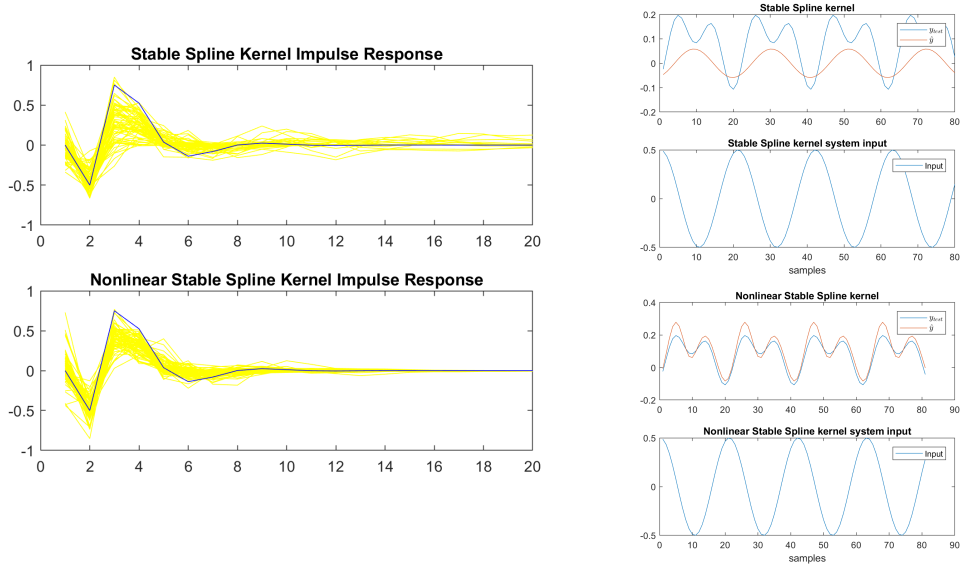 Stable Spline Kernel Impulse Response
1
0.5
0
-0.5
-1
0 2 4 6 8 10 12 14 16 18 20
Nonlinear Stable Spline Kernel Impulse Response
1
0.5
0
-0.5
-1
0 2 4 6 8 10 12 14 16 18 20
Stable Spline kernel
0.2
0.1
0
-0.1
-0.2
0 10 20 30 40 50 60 70 80
y_test
ŷ
Stable Spline kernel system input
0.5
0
-0.5
0 10 20 30 40 50 60 70 80
Input
samples
Nonlinear Stable Spline kernel
0.4
0.2
0
-0.2
0 10 20 30 40 50 60 70 80 90
y_test
ŷ
Nonlinear Stable Spline kernel system input
0.5
0
-0.5
0 10 20 30 40 50 60 70 80 90
Input
samples